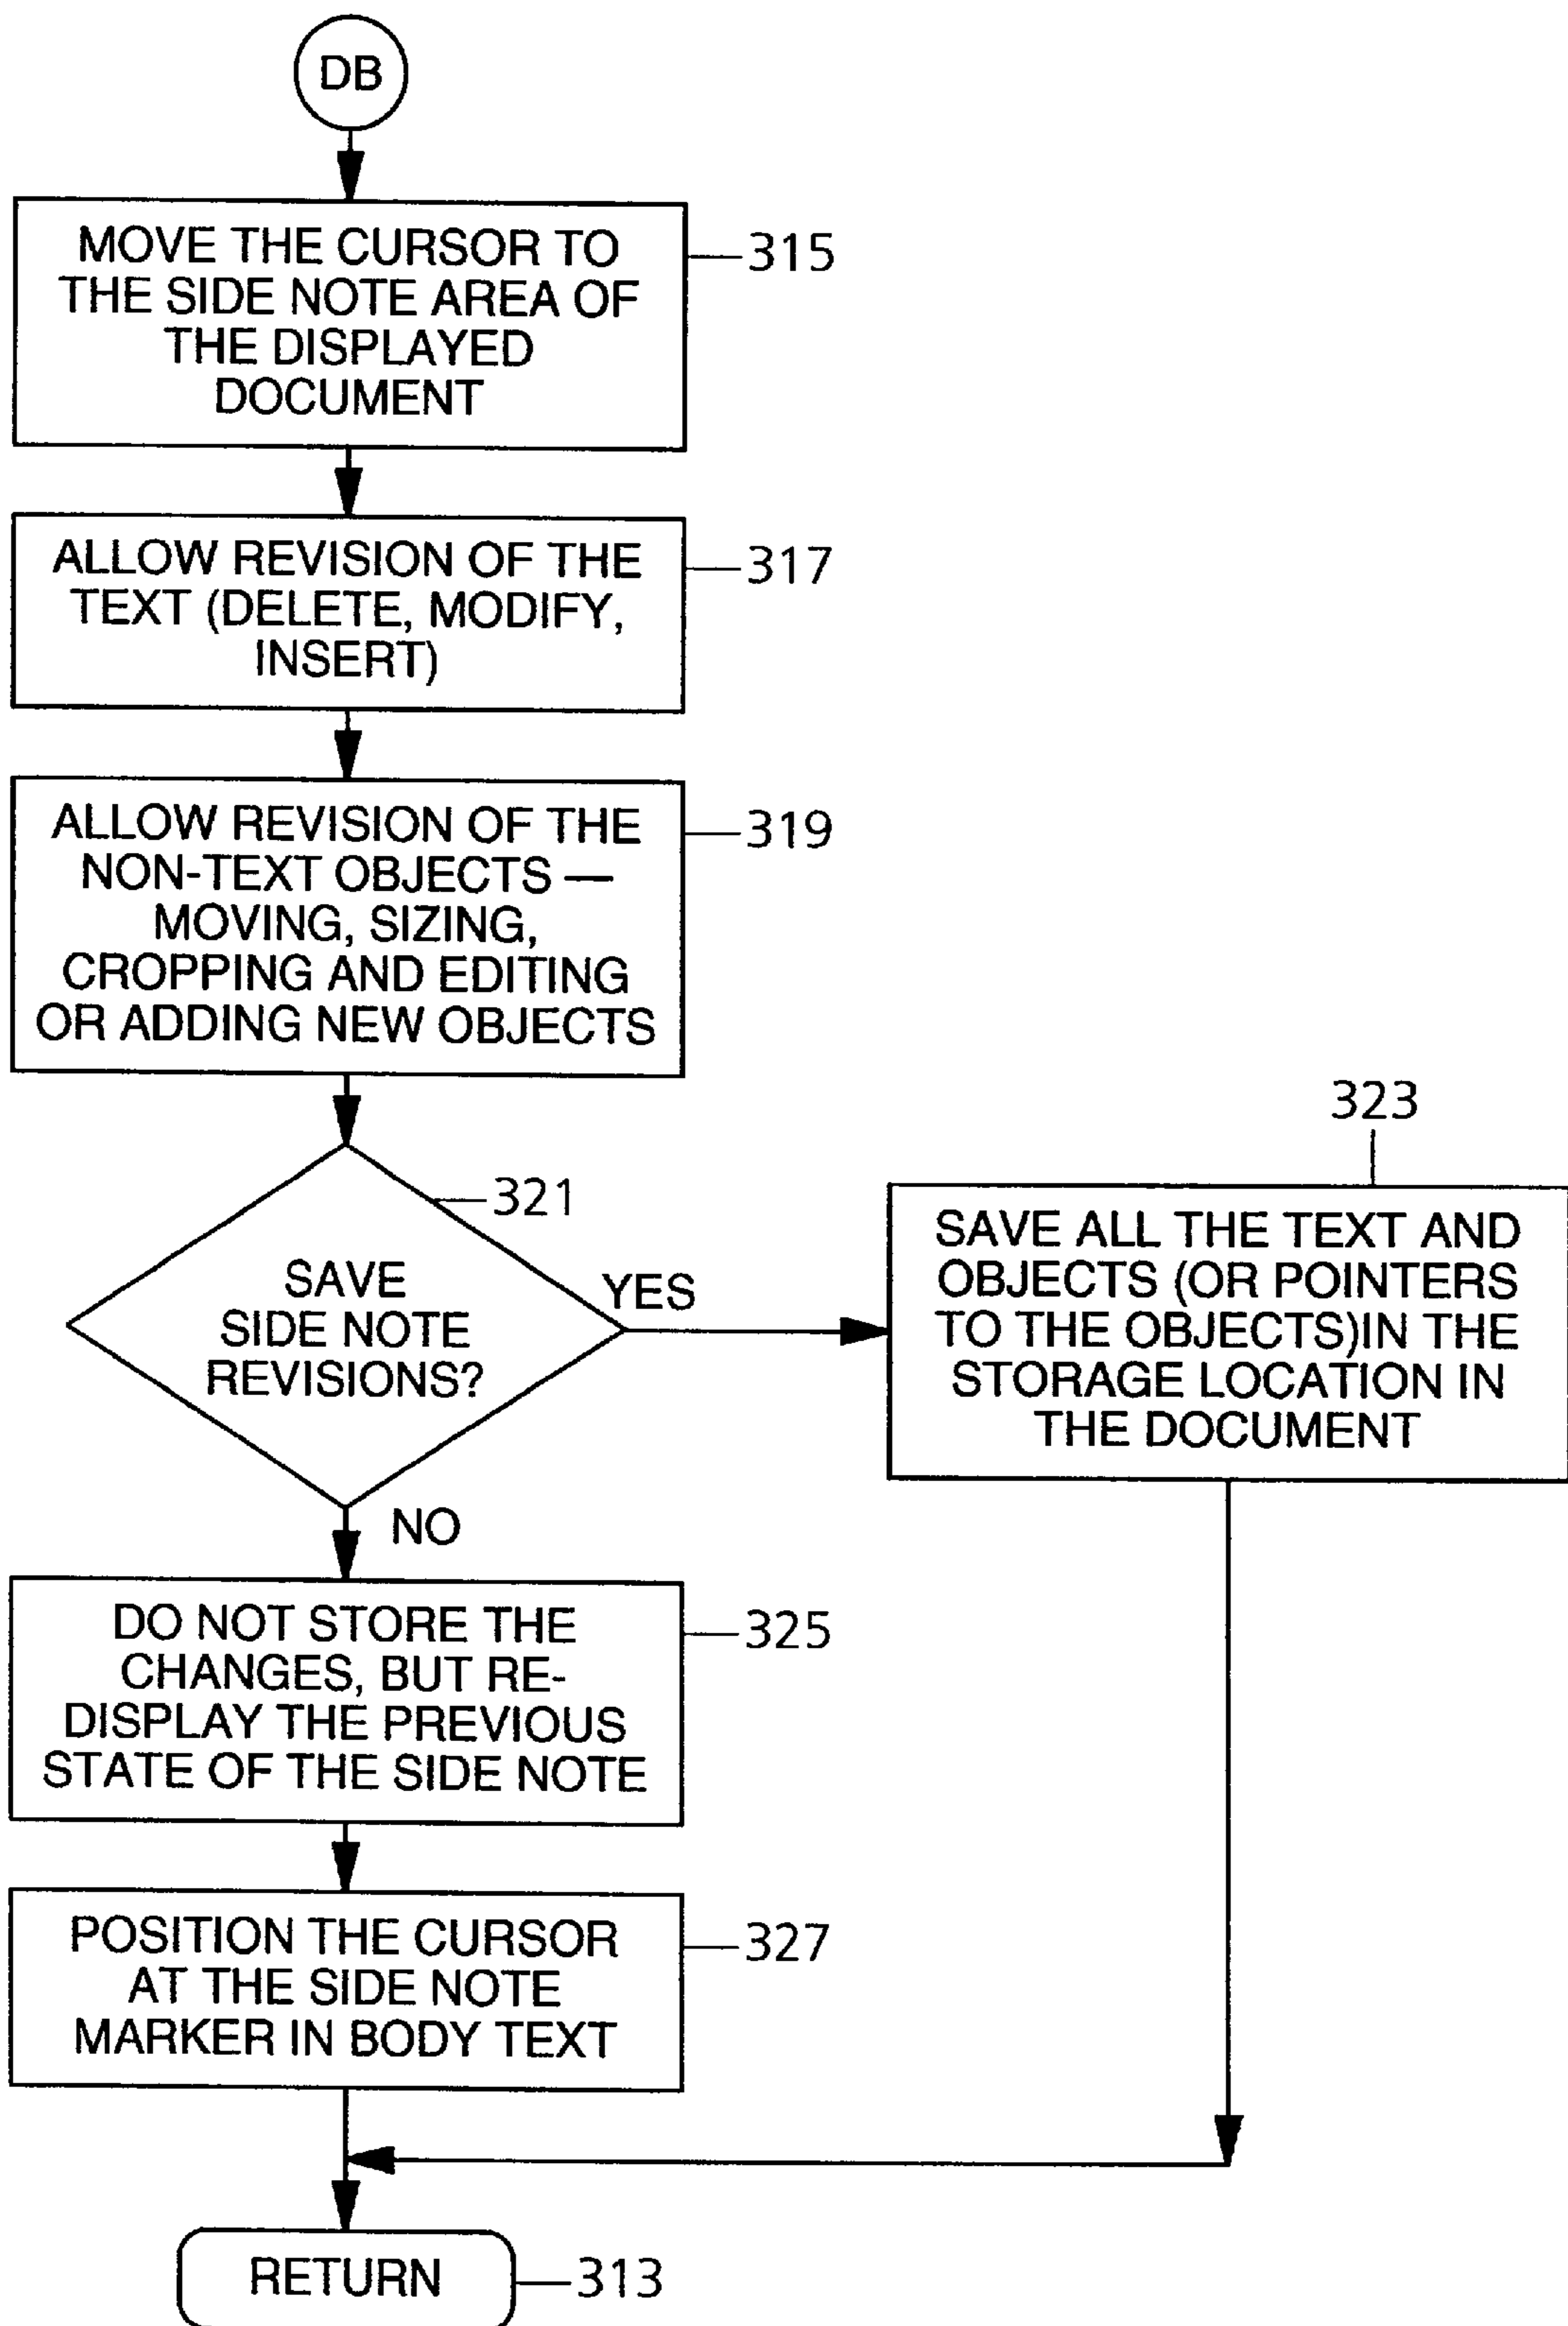 DB
MOVE THE CURSOR TO
THE SIDE NOTE AREA OF
THE DISPLAYED
DOCUMENT
315
ALLOW REVISION OF THE
TEXT (DELETE, MODIFY,
INSERT)
317
ALLOW REVISION OF THE
NON-TEXT OBJECTS —
MOVING, SIZING,
CROPPING AND EDITING
OR ADDING NEW OBJECTS
319
SAVE
SIDE NOTE
REVISIONS?
321
YES
323
SAVE ALL THE TEXT AND
OBJECTS (OR POINTERS
TO THE OBJECTS)IN THE
STORAGE LOCATION IN
THE DOCUMENT
NO
DO NOT STORE THE
CHANGES, BUT RE-
DISPLAY THE PREVIOUS
STATE OF THE SIDE NOTE
325
POSITION THE CURSOR
AT THE SIDE NOTE
MARKER IN BODY TEXT
327
RETURN
313